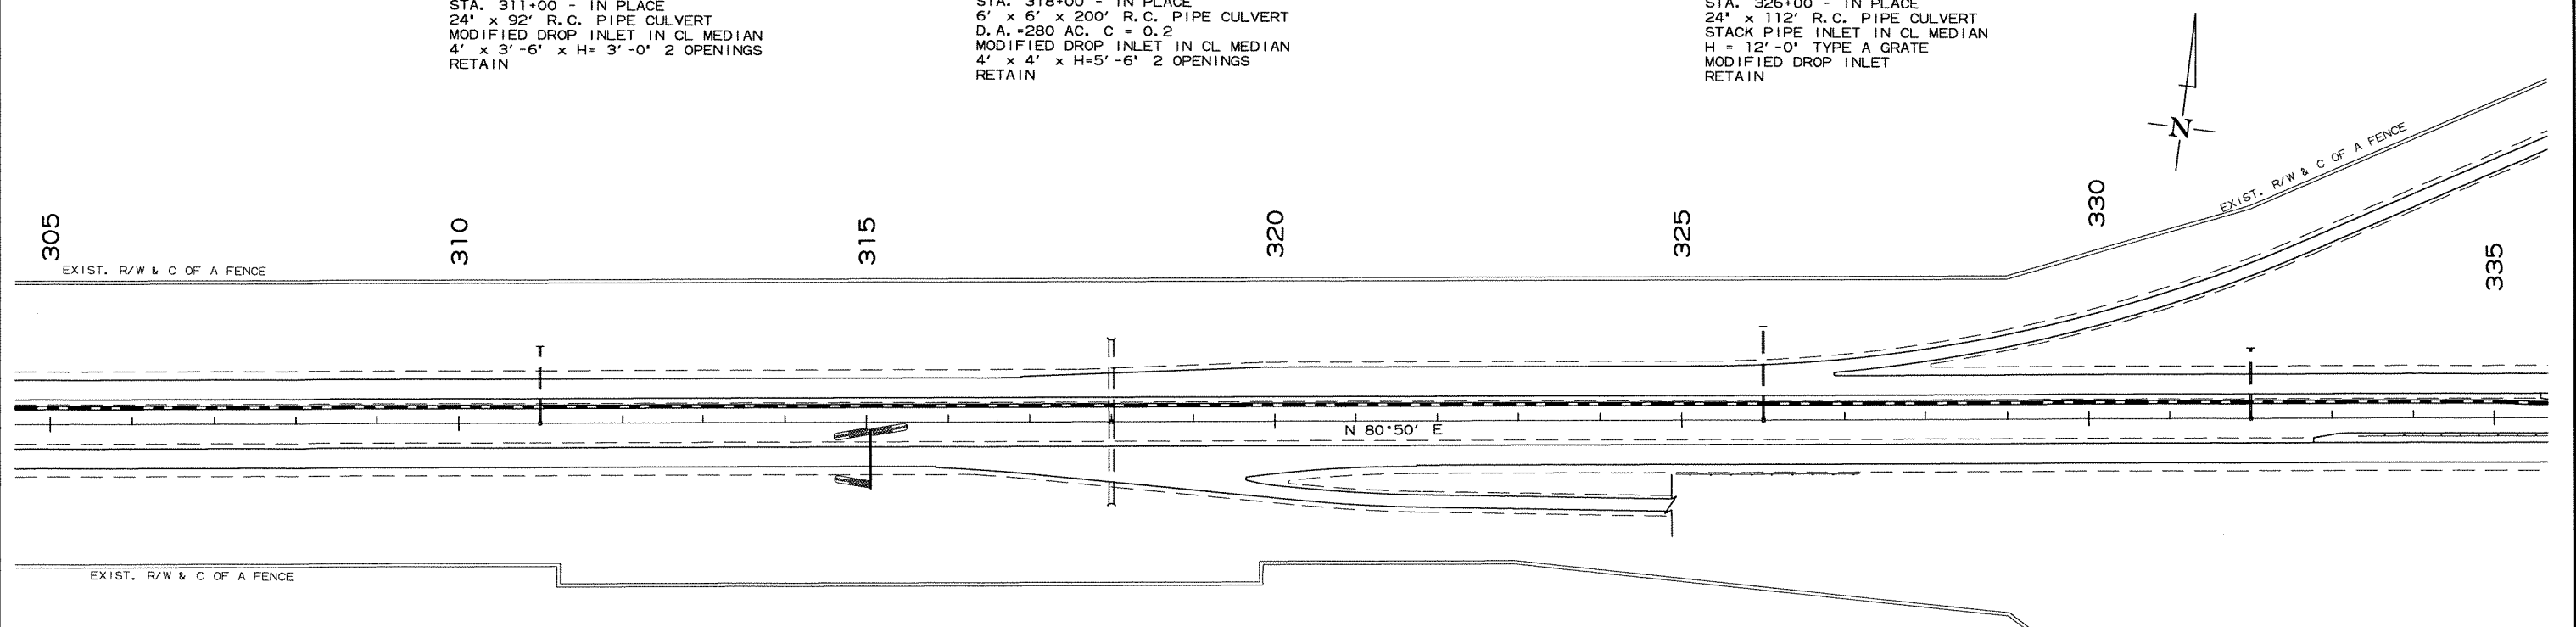 STA. 311+00 - IN PLACE
24" x 92' R.C. PIPE CULVERT
MODIFIED DROP INLET IN CL MEDIAN
4' x 3'-6" x H= 3'-0" 2 OPENINGS
RETAIN
STA. 318+00 - IN PLACE
6' x 6' x 200' R.C. PIPE CULVERT
D.A.=280 AC. C = 0.2
MODIFIED DROP INLET IN CL MEDIAN
4' x 4' x H=5'-6" 2 OPENINGS
RETAIN
STA. 326+00 - IN PLACE
24" x 112' R.C. PIPE CULVERT
STACK PIPE INLET IN CL MEDIAN
H = 12'-0" TYPE A GRATE
MODIFIED DROP INLET
RETAIN
N
EXIST. R/W & C OF A FENCE
305
310
315
320
325
330
335
EXIST. R/W & C OF A FENCE
N 80°50' E
EXIST. R/W & C OF A FENCE